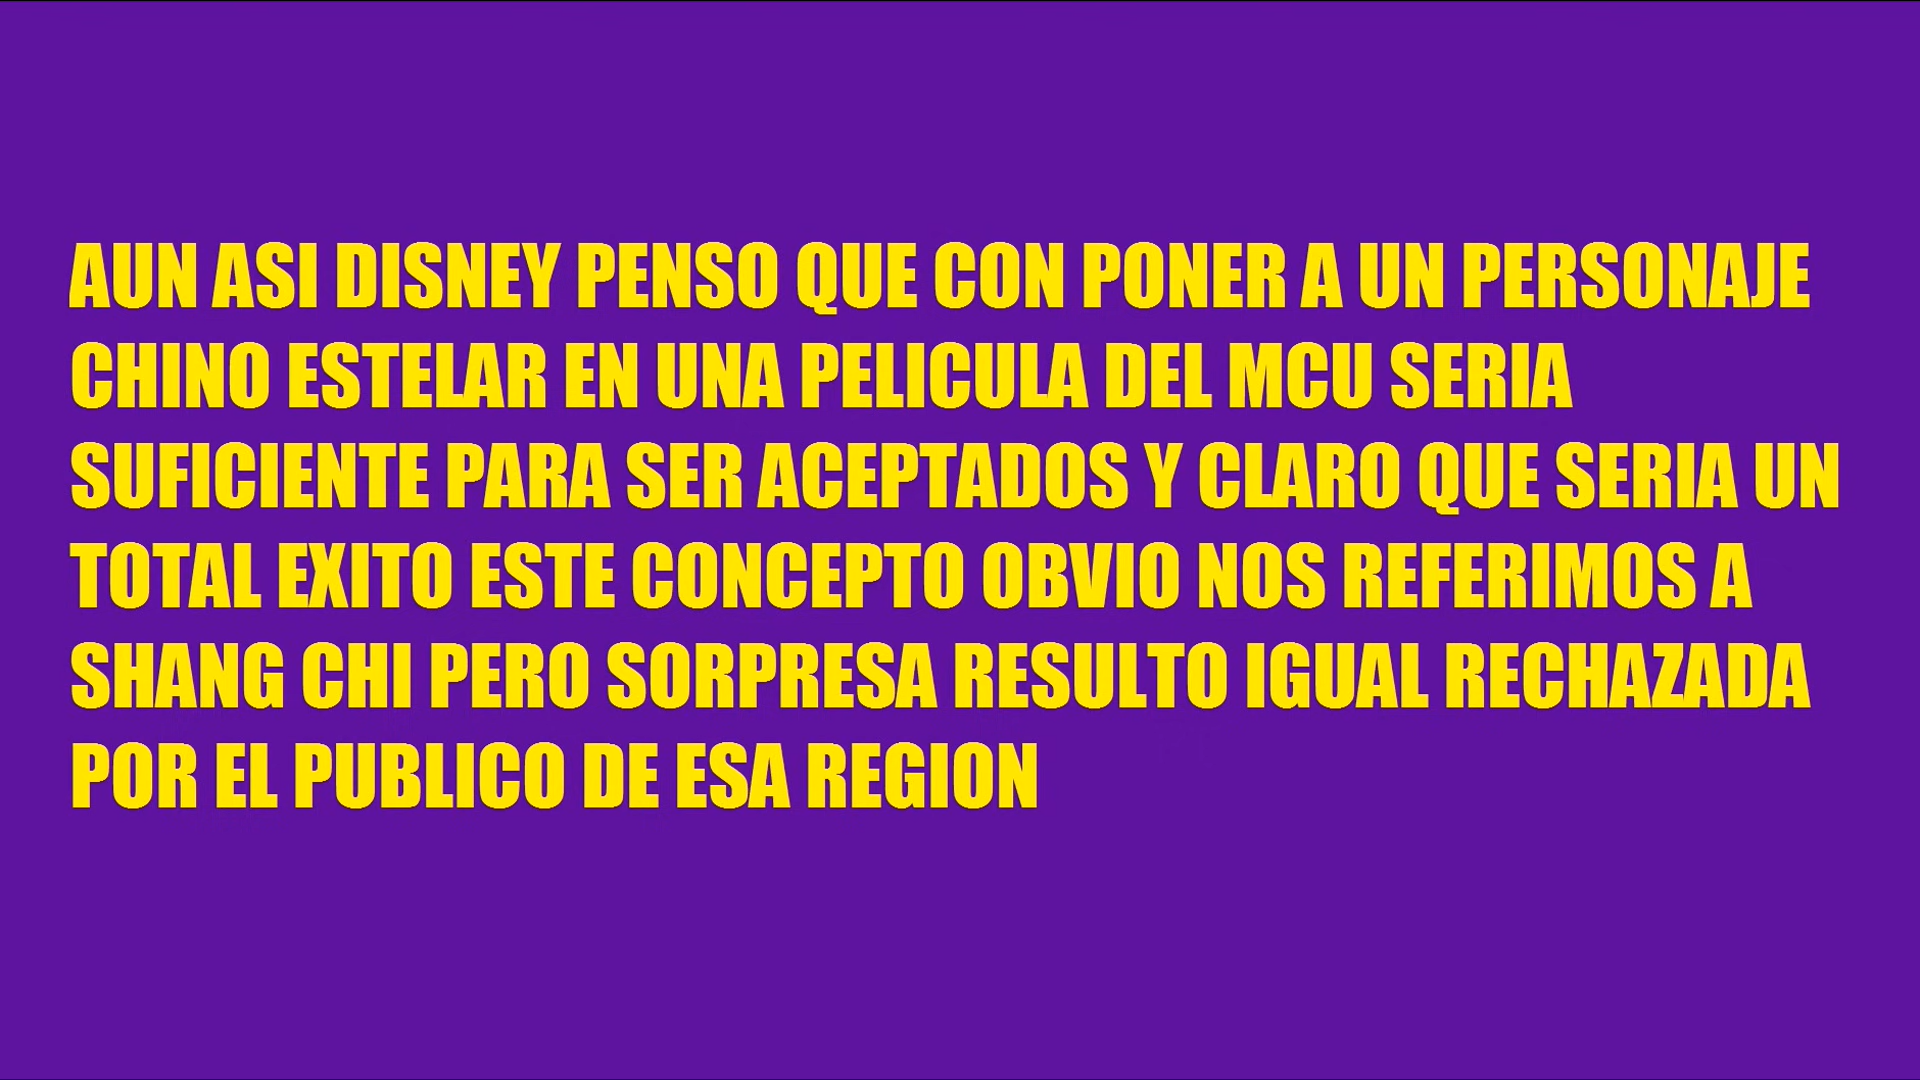 AUN ASI DISNEY PENSO QUE CON PONER A UN PERSONAJE
CHINO ESTELAR EN UNA PELICULA DEL MCU SERIA
SUFICIENTE PARA SER ACEPTADOS Y CLARO QUE SERIA UN
TOTAL EXITO ESTE CONCEPTO OBVIO NOS REFERIMOS A
SHANG CHI PERO SORPRESA RESULTO IGUAL RECHAZADA
POR EL PUBLICO DE ESA REGION